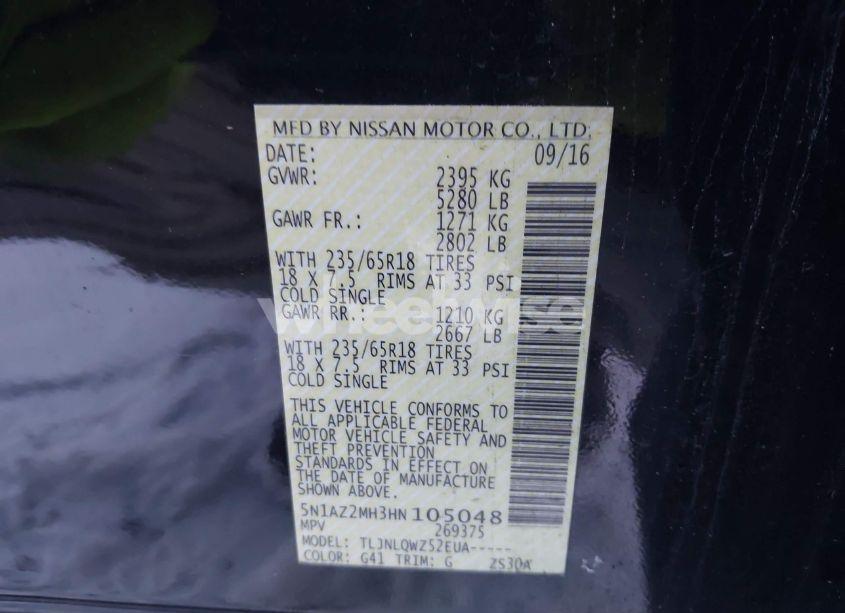 MFD BY NISSAN MOTOR CO., LTD.
DATE: 09/16
GVWR: 2395 KG
5280 LB
GAWR FR.: 1271 KG
2802 LB
WITH 235/65R18 TIRES
18 X 7.5 RIMS AT 33 PSI
COLD SINGLE
GAWR RR.: 1210 KG
2667 LB
WITH 235/65R18 TIRES
18 X 7.5 RIMS AT 33 PSI
COLD SINGLE
THIS VEHICLE CONFORMS TO
ALL APPLICABLE FEDERAL
MOTOR VEHICLE SAFETY AND
THEFT PREVENTION
STANDARDS IN EFFECT ON
THE DATE OF MANUFACTURE
SHOWN ABOVE.
5N1AZ2MH3HN105048
MPV 269375
MODEL: TLJNLQWZ52EUA-----
COLOR: G41 TRIM: G ZS30A
wheelwise